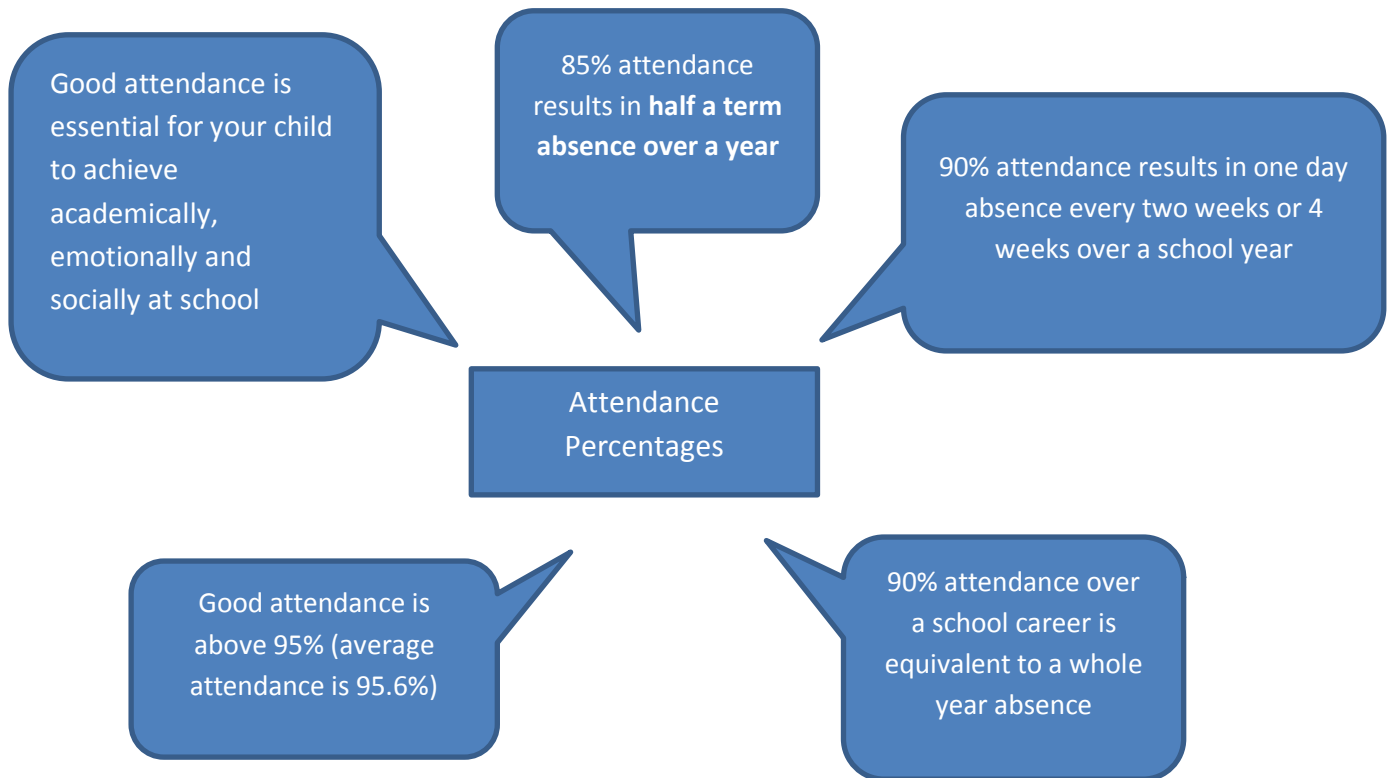 Good attendance is
essential for your child
to achieve
academically,
emotionally and
socially at school
85% attendance
results in half a term
absence over a year
90% attendance results in one day
absence every two weeks or 4
weeks over a school year
Attendance
Percentages
Good attendance is
above 95% (average
attendance is 95.6%)
90% attendance over
a school career is
equivalent to a whole
year absence